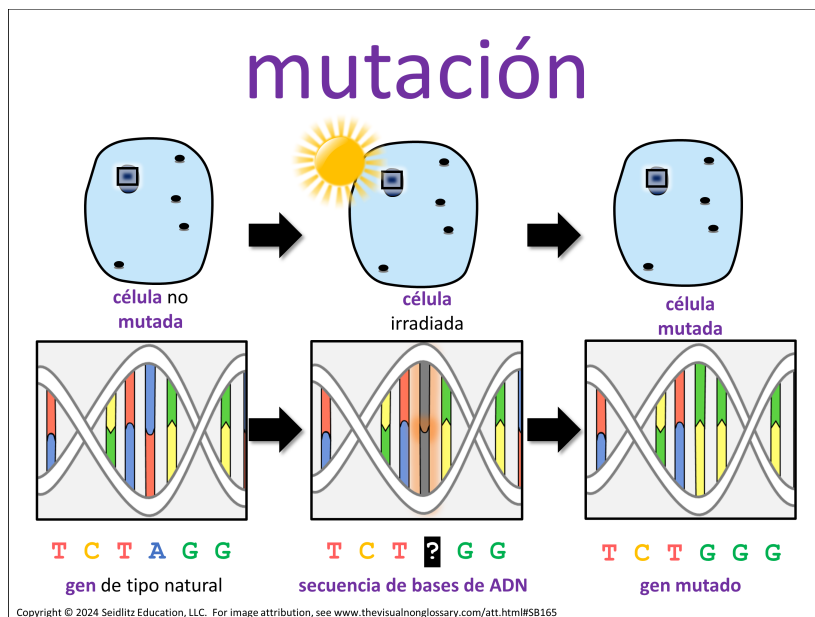 mutación
célula no
mutada
célula
irradiada
célula
mutada
T C T A G G
T C T ? G G
T C T G G G
gen de tipo natural
secuencia de bases de ADN
gen mutado
Copyright © 2024 Seidlitz Education, LLC. For image attribution, see www.thevisualnonglossary.com/att.html#SB165